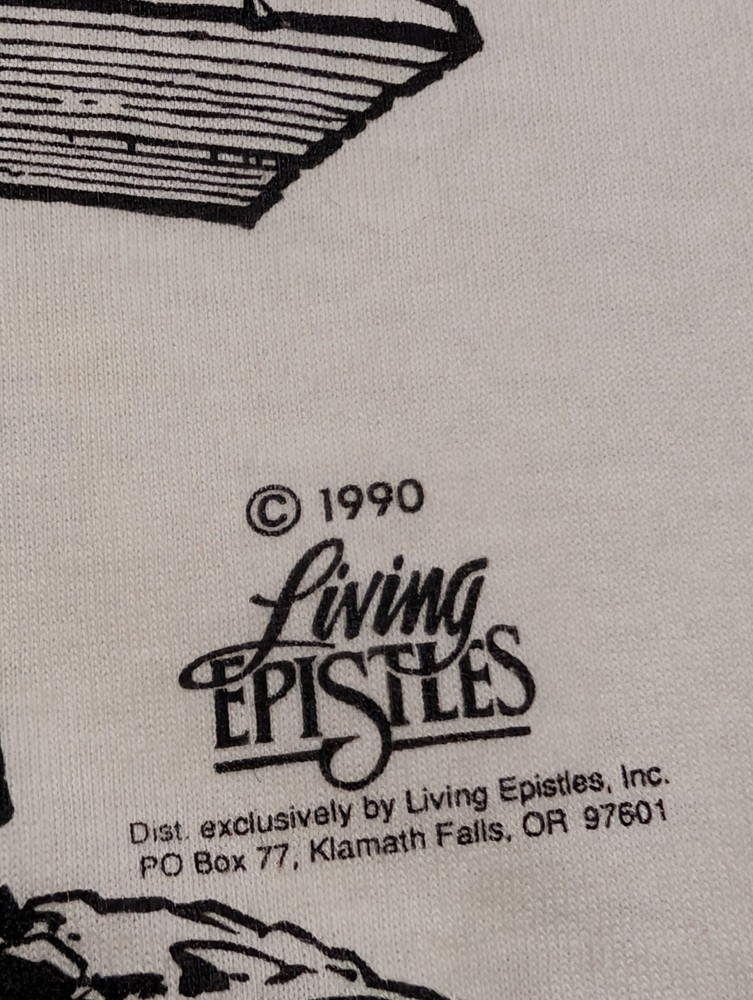 © 1990
Living
EPISTLES
Dist. exclusively by Living Epistles, Inc.
PO Box 77, Klamath Falls, OR 97601